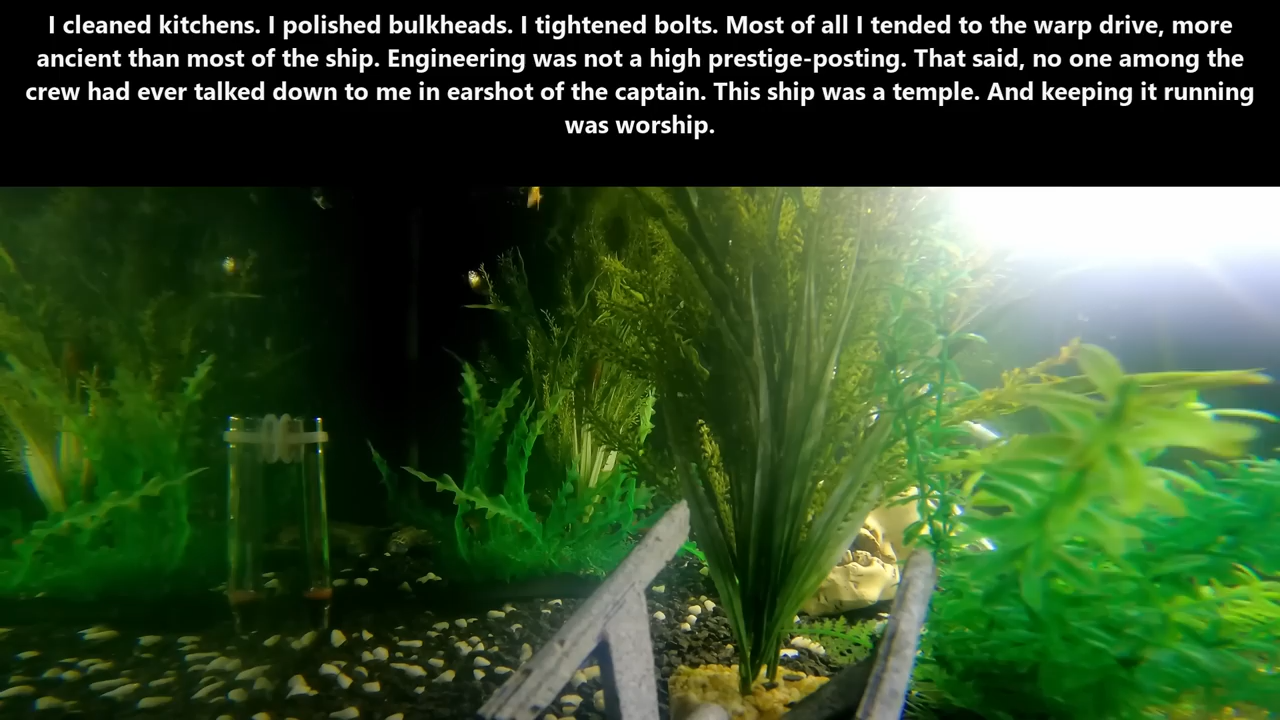 I cleaned kitchens. I polished bulkheads. I tightened bolts. Most of all I tended to the warp drive, more
ancient than most of the ship. Engineering was not a high prestige-posting. That said, no one among the
crew had ever talked down to me in earshot of the captain. This ship was a temple. And keeping it running
was worship.